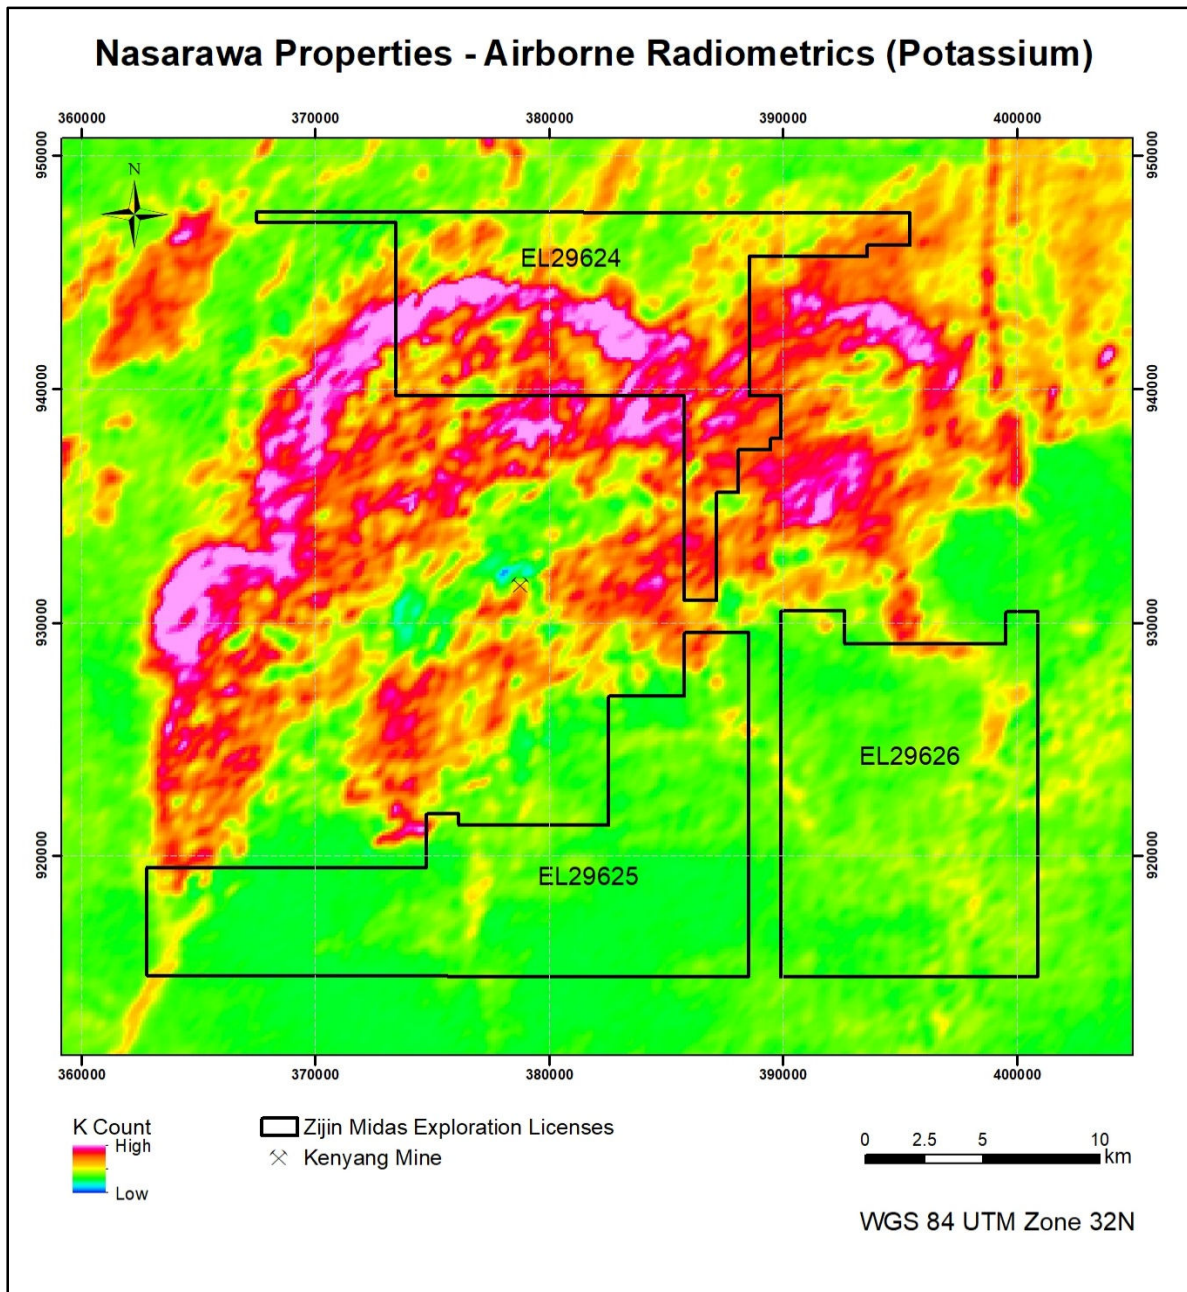 Nasarawa Properties - Airborne Radiometrics (Potassium)
360000 370000 380000 390000 400000
950000 950000
N
EL29624
940000 940000
930000 930000
EL29626
920000 920000
EL29625
360000 370000 380000 390000 400000
K Count
High
Low
Zijin Midas Exploration Licenses
Kenyang Mine
0 2.5 5 10
km
WGS 84 UTM Zone 32N